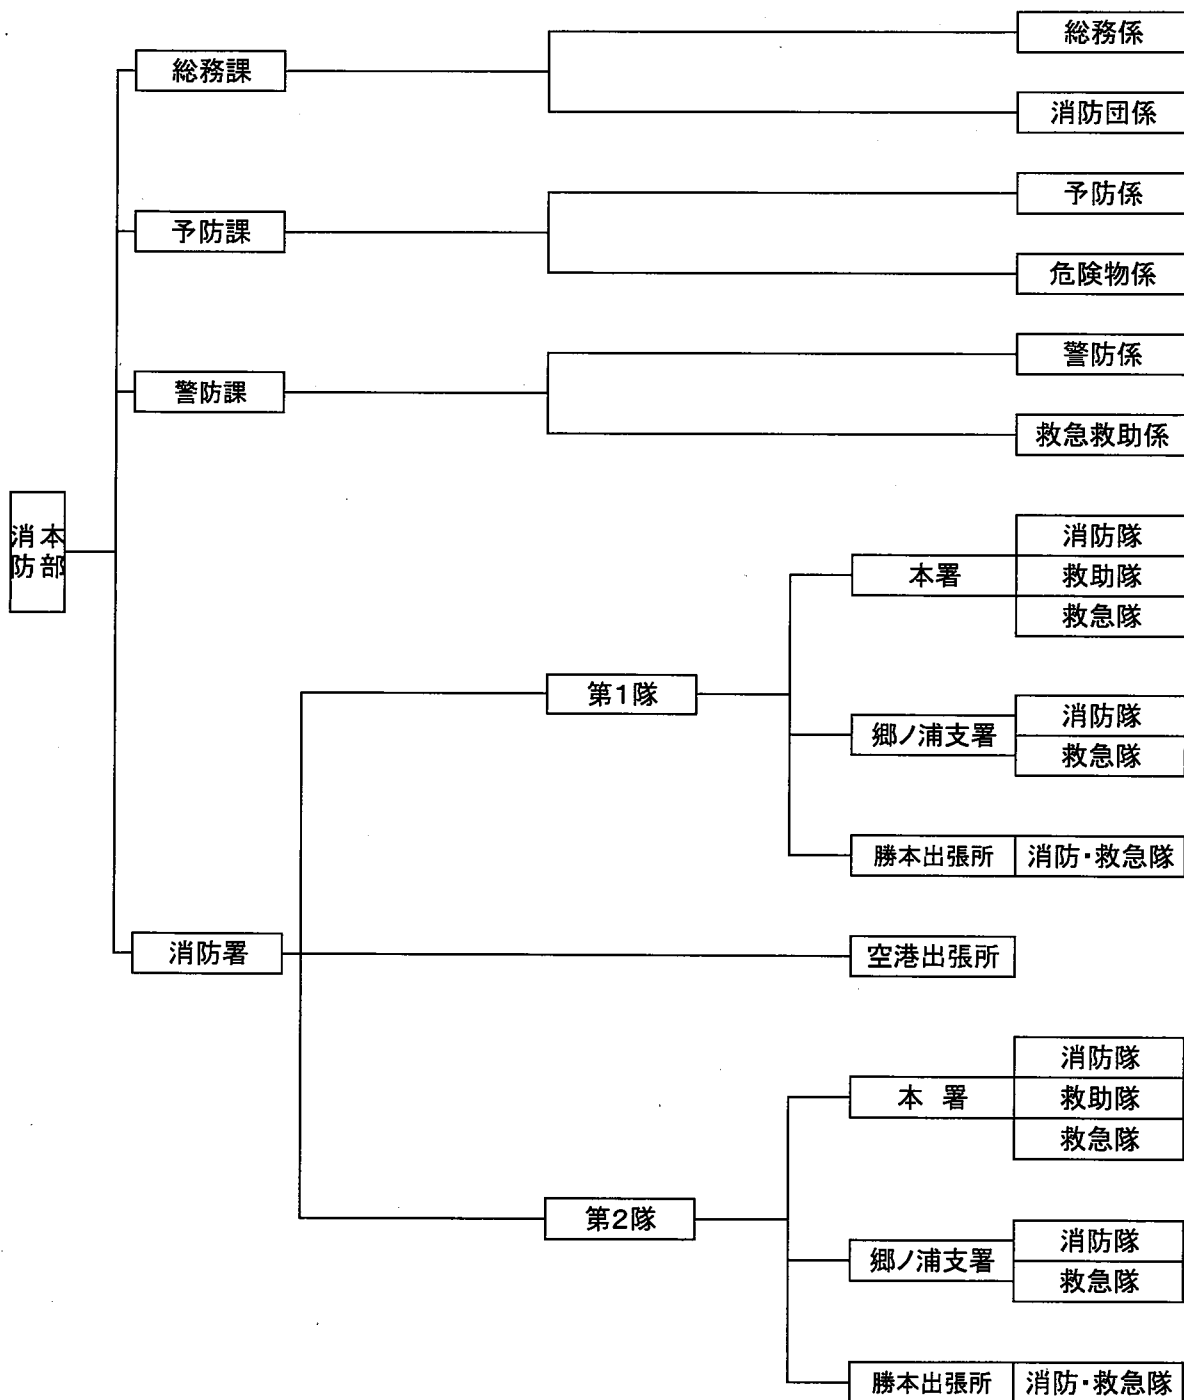 消防本部
総務課
総務係
消防団係
予防課
予防係
危険物係
警防課
警防係
救急救助係
消防署
第1隊
本署
消防隊
救助隊
救急隊
郷ノ浦支署
消防隊
救急隊
勝本出張所
消防・救急隊
空港出張所
第2隊
本 署
消防隊
救助隊
救急隊
郷ノ浦支署
消防隊
救急隊
勝本出張所
消防・救急隊